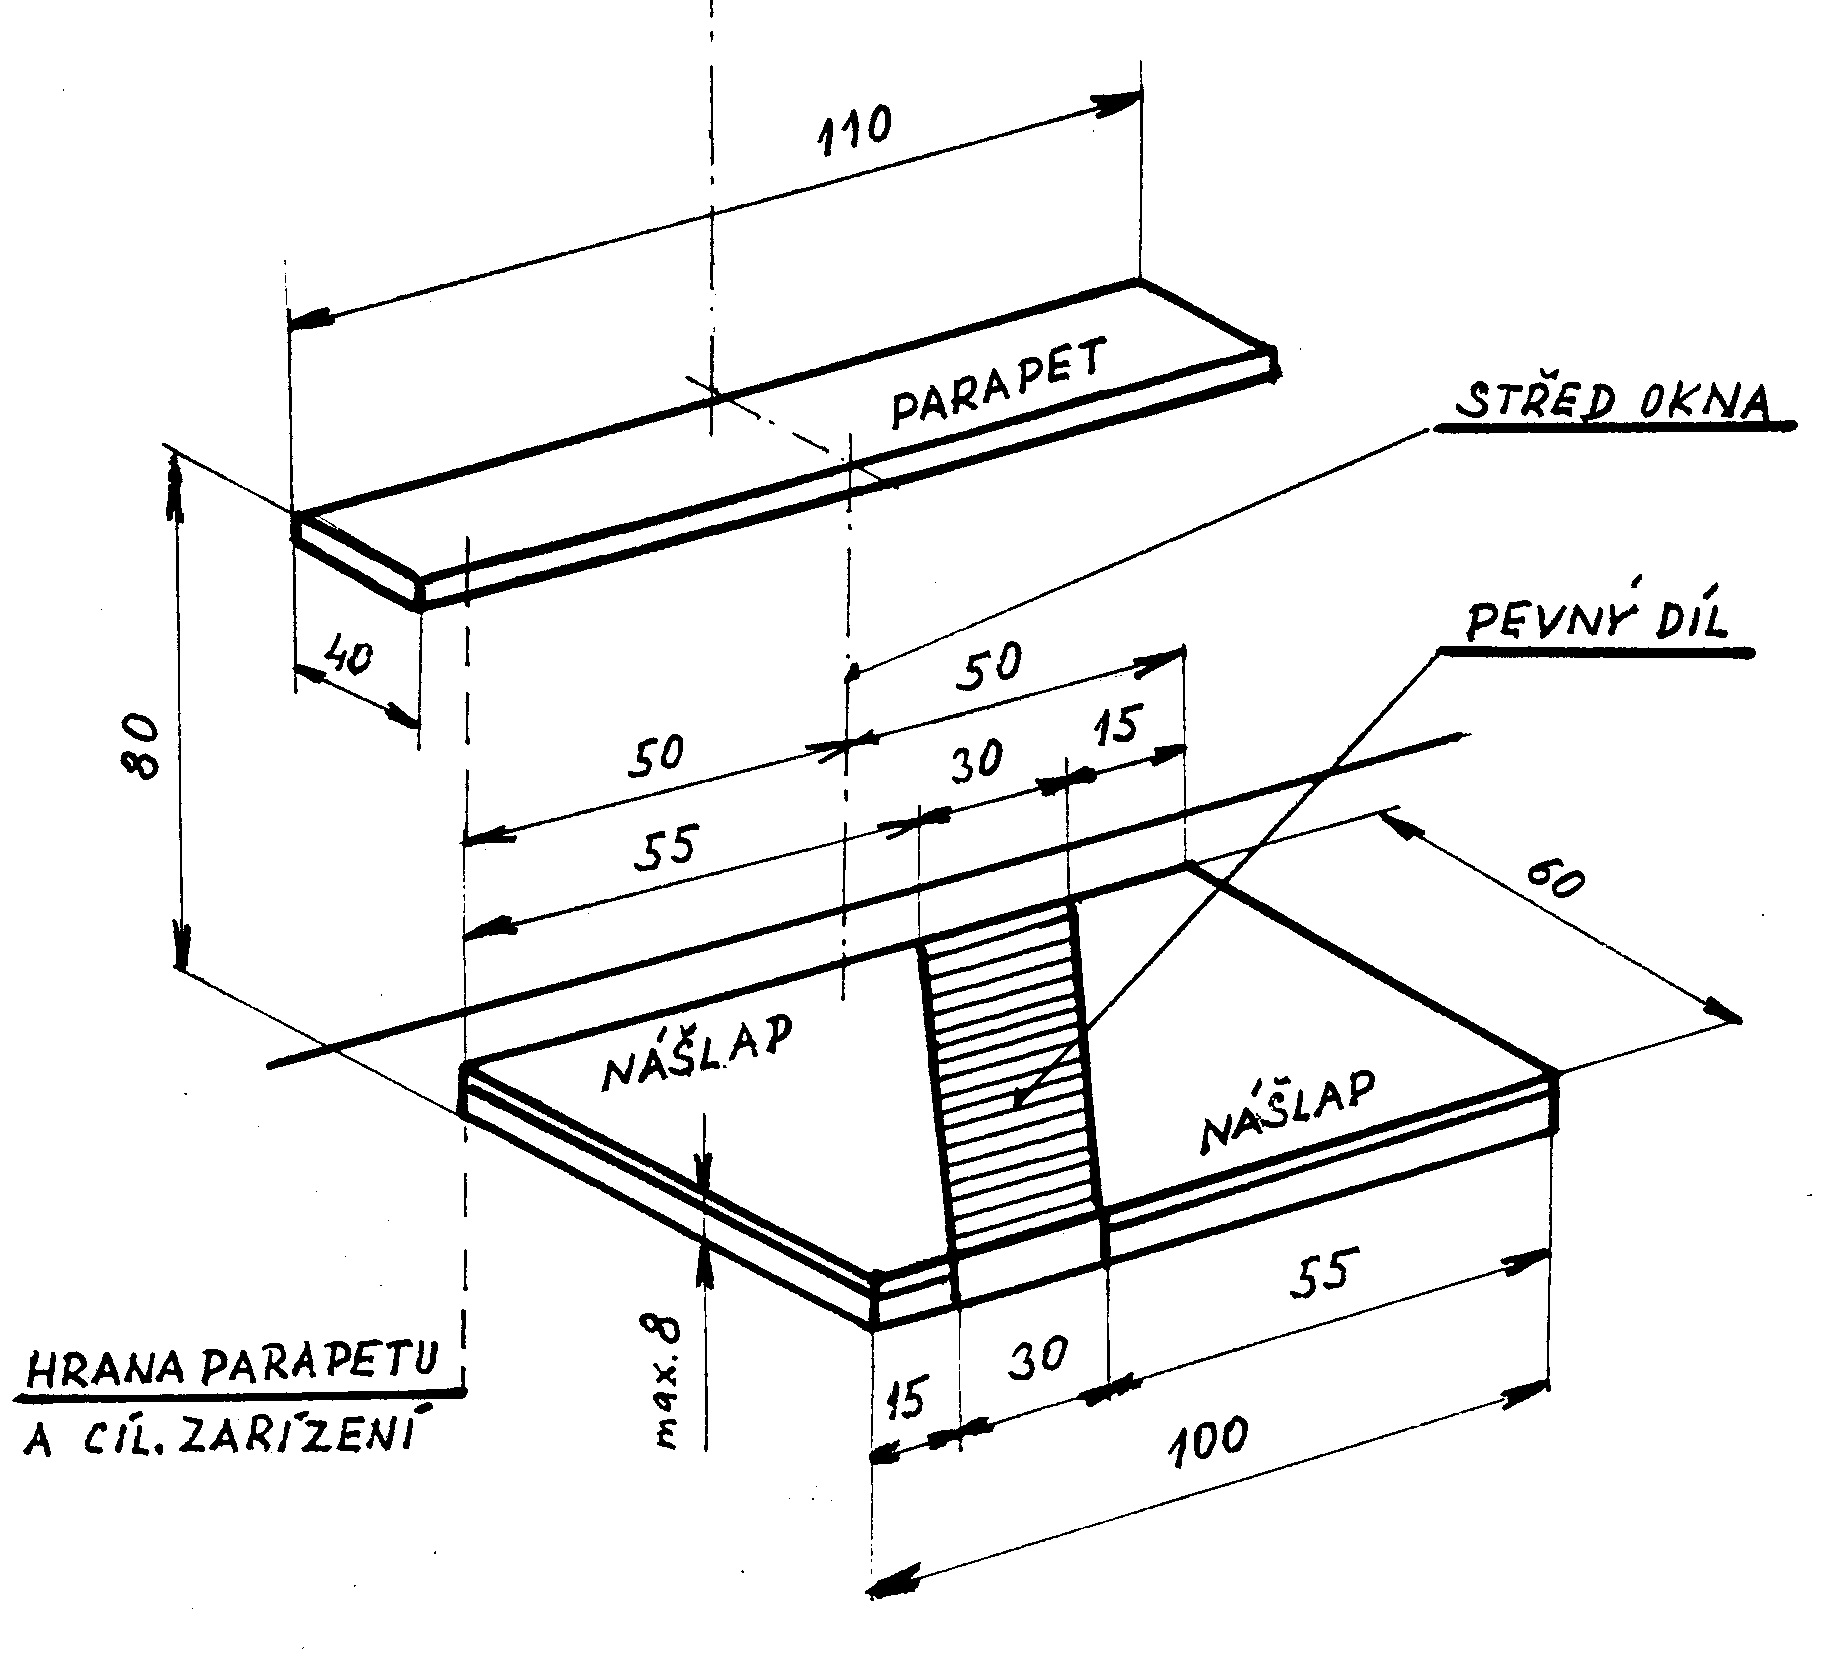 110
PARAPET
STŘED OKNA
PEVNÝ DÍL
40
50
80
50
15
30
55
60
NÁŠLAP
NÁŠLAP
55
max. 8
30
HRANA PARAPETU
A CÍL. ZAŘÍZENÍ
15
100